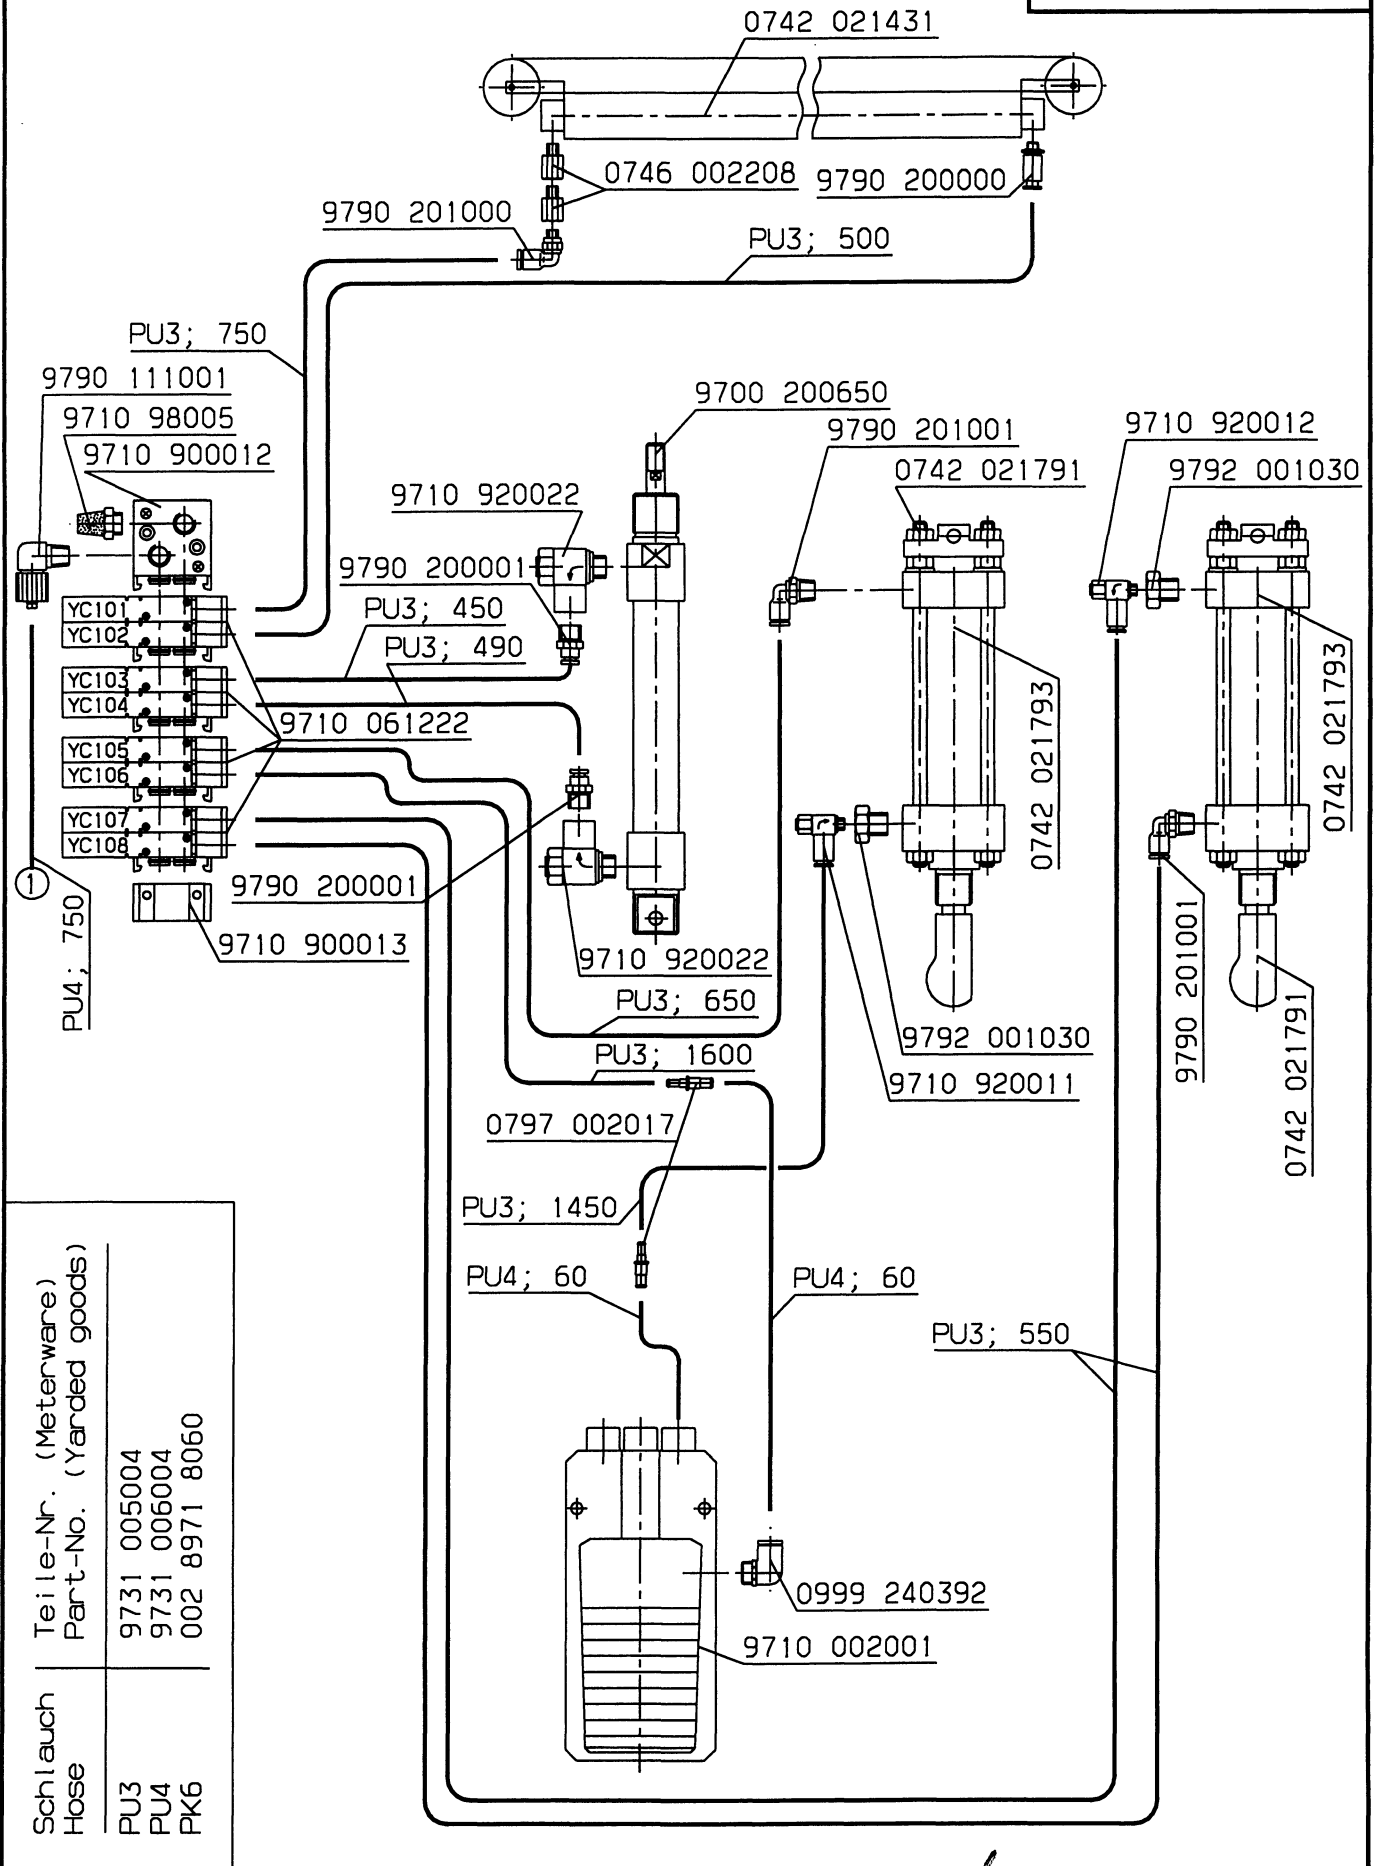 0742 021431
0746 002208
9790 200000
9790 201000
PU3; 500
PU3; 750
9790 111001
9710 98005
9710 900012
9700 200650
9790 201001
0742 021791
9710 920012
9792 001030
9710 920022
9790 200001
PU3; 450
PU3; 490
YC101
YC102
YC103
YC104
YC105
YC106
YC107
YC108
9710 061222
0742 021793
0742 021793
1
PU4; 750
9790 200001
9710 900013
9710 920022
PU3; 650
9792 001030
9710 920011
9790 201001
0742 021791
PU3; 1600
0797 002017
PU3; 1450
PU4; 60
PU4; 60
PU3; 550
0999 240392
9710 002001
Schlauch Teile-Nr. (Meterware)
Hose Part-No. (Yarded goods)
PU3 9731 005004
PU4 9731 006004
PK6 002 8971 8060